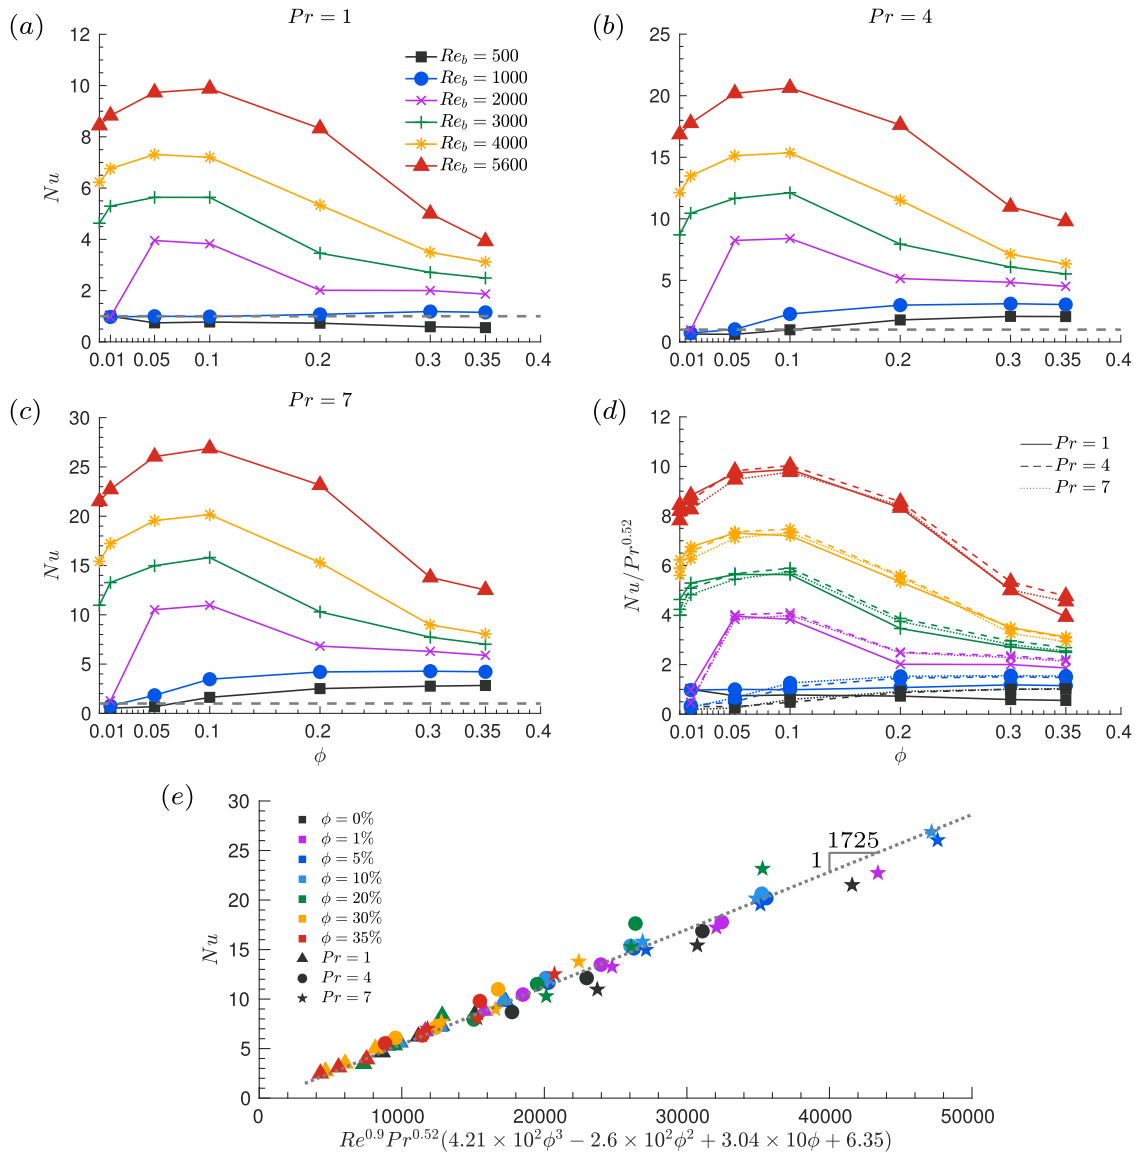 (a)
Pr = 1
12
10
8
6
4
2
0
Nu
Re_b = 500
Re_b = 1000
Re_b = 2000
Re_b = 3000
Re_b = 4000
Re_b = 5600
0.01 0.05 0.1 0.2 0.3 0.35 0.4
(b)
Pr = 4
25
20
15
10
5
0
0.01 0.05 0.1 0.2 0.3 0.35 0.4
(c)
Pr = 7
30
25
20
15
10
5
0
Nu
0.01 0.05 0.1 0.2 0.3 0.35 0.4
ϕ
(d)
12
10
8
6
4
2
0
Nu/Pr^0.52
Pr = 1
Pr = 4
Pr = 7
0.01 0.05 0.1 0.2 0.3 0.35 0.4
ϕ
(e)
30
25
20
15
10
5
0
Nu
ϕ = 0%
ϕ = 1%
ϕ = 5%
ϕ = 10%
ϕ = 20%
ϕ = 30%
ϕ = 35%
Pr = 1
Pr = 4
Pr = 7
1725
1
0 10000 20000 30000 40000 50000
Re^0.9 Pr^0.52 (4.21 × 10^2 ϕ^3 − 2.6 × 10^2 ϕ^2 + 3.04 × 10ϕ + 6.35)